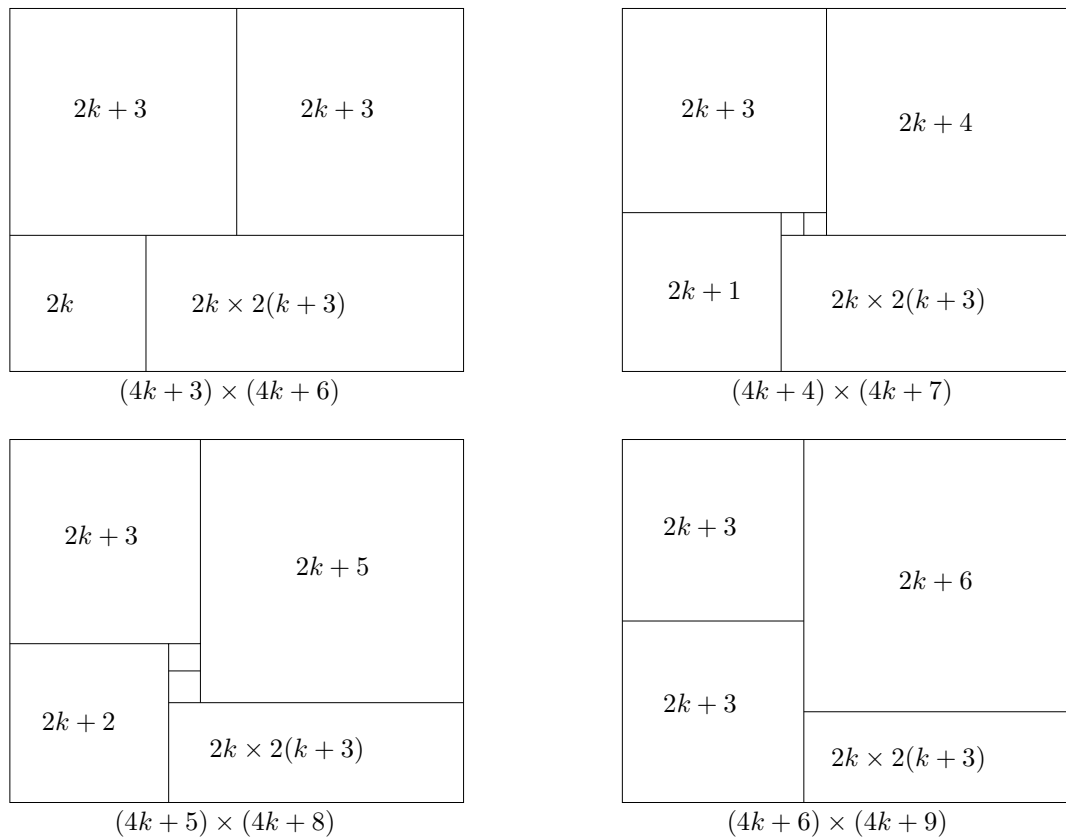 2k + 3
2k + 3
2k
2k × 2(k + 3)
(4k + 3) × (4k + 6)
2k + 3
2k + 4
2k + 1
2k × 2(k + 3)
(4k + 4) × (4k + 7)
2k + 3
2k + 5
2k + 2
2k × 2(k + 3)
(4k + 5) × (4k + 8)
2k + 3
2k + 6
2k + 3
2k × 2(k + 3)
(4k + 6) × (4k + 9)